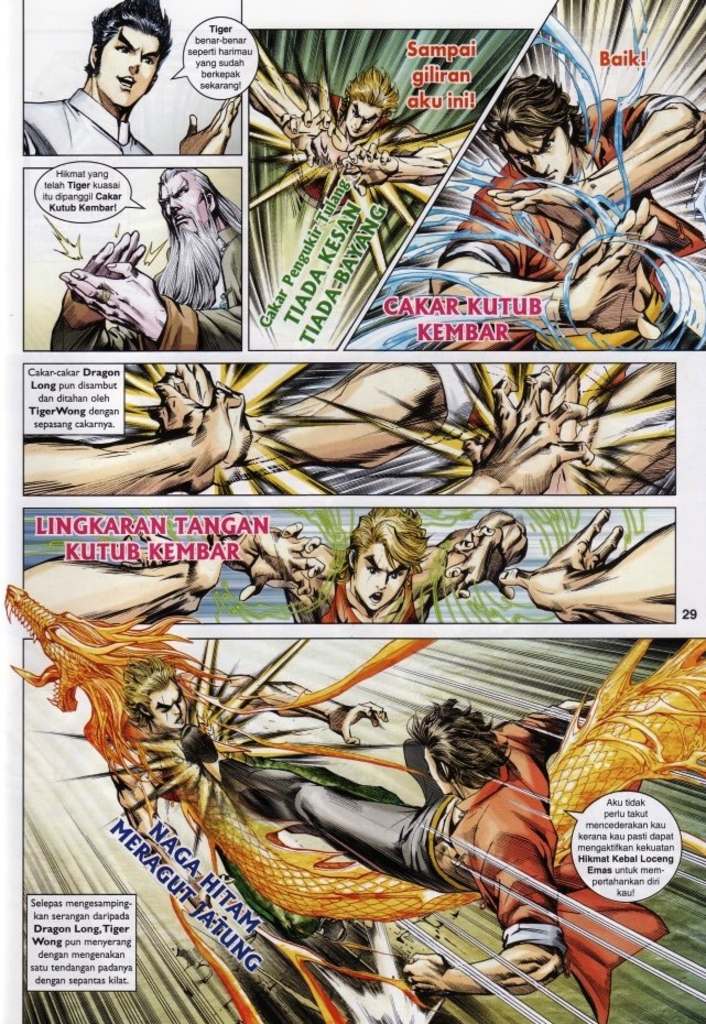 Tiger
benar-benar
seperti harimau
yang sudah
berkepak
sekarang!
Hikmat yang
telah Tiger kuasai
itu dipanggil Cakar
Kutub Kembar!
Sampai
giliran
aku ini!
Cakar Pengukir Tulang
TIADA KESAN
TIADA BAYANG
Baik!
CAKAR KUTUB
KEMBAR
Cakar-cakar Dragon
Long pun disambut
dan ditahan oleh
TigerWong dengan
sepasang cakarnya.
LINGKARAN TANGAN
KUTUB KEMBAR
29
NAGA HITAM
MERAGUT JATUNG
Aku tidak
perlu takut
mencederakan kau
kerana kau pasti dapat
mengaktifkan kekuatan
Hikmat Kebal Loceng
Emas untuk mem-
pertahankan diri
kau!
Selepas mengesamping-
kan serangan daripada
Dragon Long,Tiger
Wong pun menyerang
dengan mengenakan
satu tendangan padanya
dengan sepantas kilat.